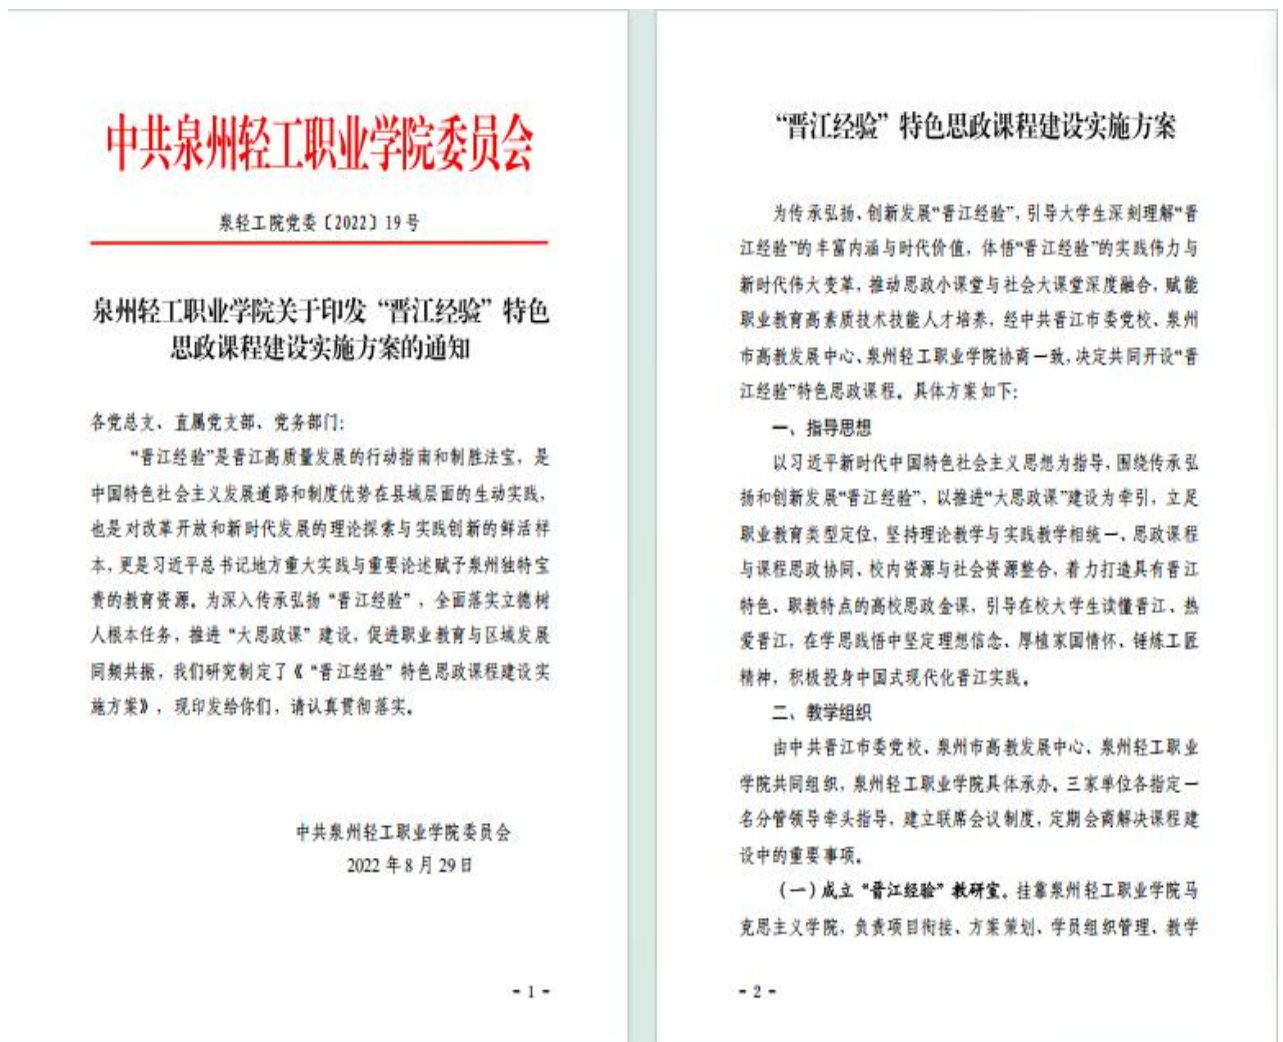 中共泉州轻工职业学院委员会
泉轻工院党委〔2022〕19号
泉州轻工职业学院关于印发“晋江经验”特色
思政课程建设实施方案的通知
各党总支、直属党支部、党务部门:
“晋江经验”是晋江高质量发展的行动指南和制胜法宝，是
中国特色社会主义发展道路和制度优势在县域层面的生动实践，
也是对改革开放和新时代发展的理论探索与实践创新的鲜活样
本，更是习近平总书记地方重大实践与重要论述赋予泉州独特宝
贵的教育资源。为深入传承弘扬“晋江经验”，全面落实立德树
人根本任务，推进“大思政课”建设，促进职业教育与区域发展
同频共振，我们研究制定了《“晋江经验”特色思政课程建设实
施方案》，现印发给你们，请认真贯彻落实。
中共泉州轻工职业学院委员会
2022年8月29日
- 1 -
“晋江经验”特色思政课程建设实施方案
为传承弘扬、创新发展“晋江经验”，引导大学生深刻理解“晋
江经验”的丰富内涵与时代价值，体悟“晋江经验”的实践伟力与
新时代伟大变革，推动思政小课堂与社会大课堂深度融合，赋能
职业教育高素质技术技能人才培养，经中共晋江市委党校、泉州
市高教发展中心、泉州轻工职业学院协商一致，决定共同开设“晋
江经验”特色思政课程。具体方案如下:
一、指导思想
以习近平新时代中国特色社会主义思想为指导，围绕传承弘
扬和创新发展“晋江经验”，以推进“大思政课”建设为牵引，立足
职业教育类型定位，坚持理论教学与实践教学相统一、思政课程
与课程思政协同、校内资源与社会资源整合，着力打造具有晋江
特色、职教特点的高校思政金课，引导在校大学生读懂晋江、热
爱晋江，在学思践悟中坚定理想信念、厚植家国情怀、锤炼工匠
精神，积极投身中国式现代化晋江实践。
二、教学组织
由中共晋江市委党校、泉州市高教发展中心、泉州轻工职业
学院共同组织，泉州轻工职业学院具体承办。三家单位各指定一
名分管领导牵头指导，建立联席会议制度，定期会商解决课程建
设中的重要事项。
（一）成立“晋江经验”教研室。挂靠泉州轻工职业学院马
克思主义学院，负责项目衔接、方案策划、学员组织管理、教学
- 2 -